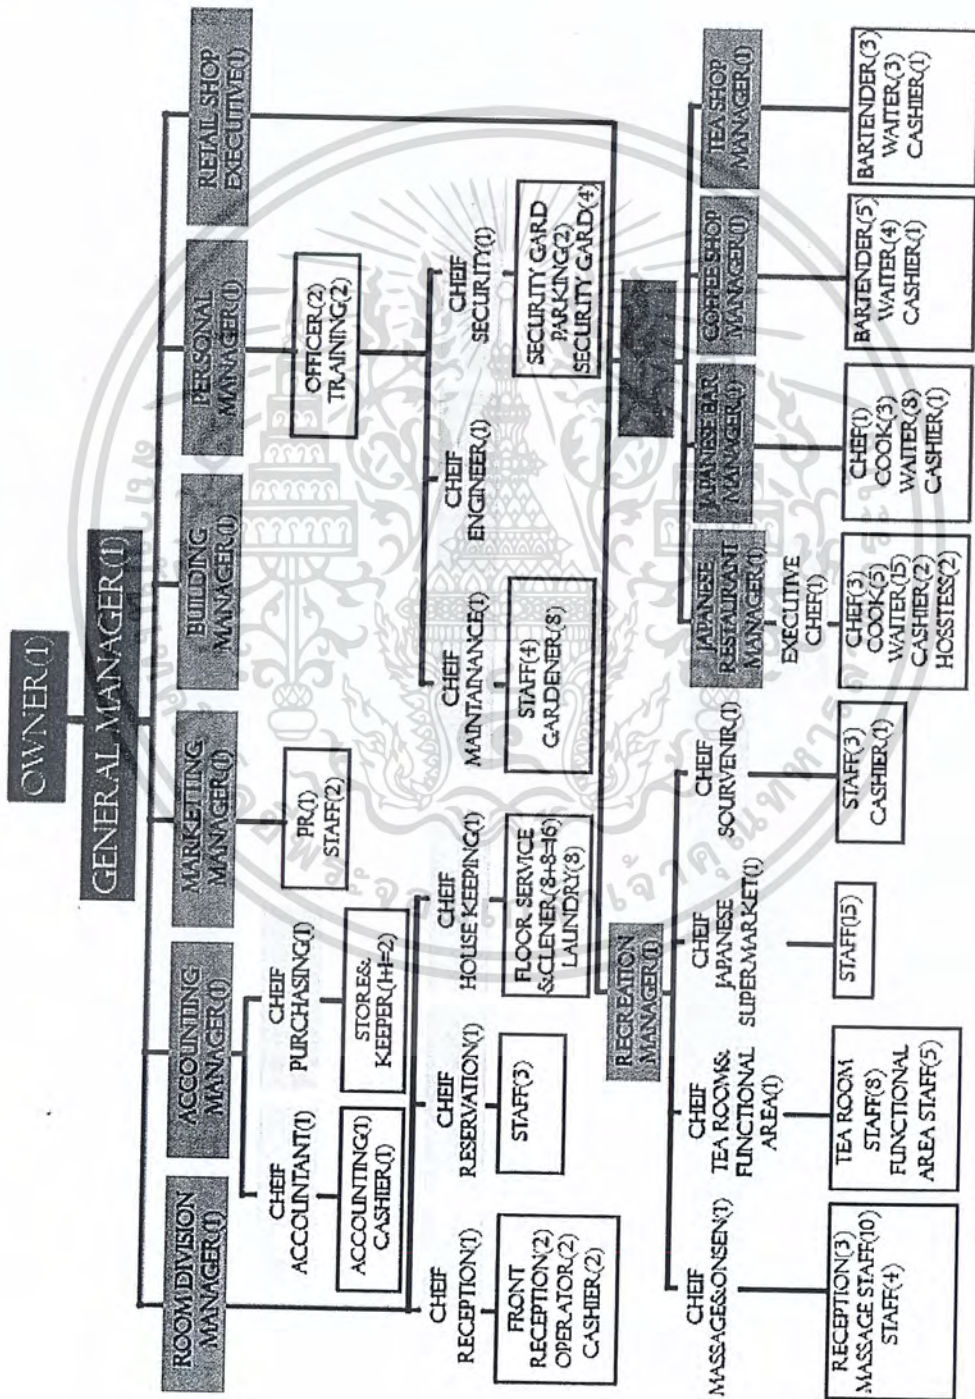 OWNER(1)
GENERAL MANAGER(1)
ROOM DIVISION
MANAGER(1)
ACCOUNTING
MANAGER(1)
MARKEITING
MANAGER(1)
BUILDING
MANAGER(1)
PERSONAL
MANAGER(1)
RETAIL SHOP
EXECUITIVE(1)
CHEIF
ACCOUNTANT(1)
CHEIF
PURCHASING(1)
PR(1)
STAFF(2)
OFFICER(2)
TRAINING(2)
ACCOUNTING(1)
CASHIER(1)
STORE&&
KEEPER(1+1=2)
CHEIF
RECEPTION(1)
CHEIF
RESERVATION(1)
CHEIF
HOUSE KEEPING(1)
CHEIF
MAINTAINANCE(1)
CHEIF
ENGINEER(1)
CHEIF
SECURITY(1)
FRONT
RECEPTION(2)
OPERATOR(2)
CASHIER(2)
STAFF(3)
FLOOR SERVICE
&CLENER(8+8=16)
LAUNDRY(8)
STAFF(4)
GARDENER(8)
SECURITY GARD
PARKING(2)
SECURITY GARD(4)
RECREATION
MANAGER(1)
CHEIF
MASSAGE&ONSEN(1)
CHEIF
TEA ROOMS&
FUNCTIONAL
AREA(1)
CHEIF
JAPANESE
SUPERMARKET(1)
CHEIF
SOURVENIR(1)
JAPANESE
RESTAURANT
MANAGER(1)
JAPANESE BAR
MANAGER(1)
COFFEE SHOP
MANAGER(1)
TEA SHOP
MANAGER(1)
EXECUTIVE
CHEF(1)
RECEPTION(3)
MASSAGE STAFF(10)
STAFF(4)
TEA ROOM
STAFF(8)
FUNCTIONAL
AREA STAFF(5)
STAFF(15)
STAFF(3)
CASHIER(1)
CHEF(3)
COOK(5)
WAITER(15)
CASHER(2)
HOSSTESS(2)
CHEF(1)
COOK(3)
WAITER(8)
CASHIER(1)
BARTENDER(5)
WAITER(4)
CASHIER(1)
BARTENDER(3)
WAITER(3)
CASHIER(1)